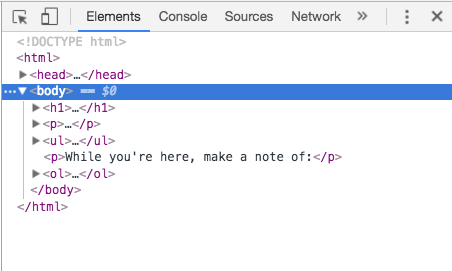 Elements Console Sources Network »
<!DOCTYPE html>
<html>
<head>…</head>
<body> == $0
<h1>…</h1>
<p>…</p>
<ul>…</ul>
<p>While you're here, make a note of:</p>
<ol>…</ol>
</body>
</html>